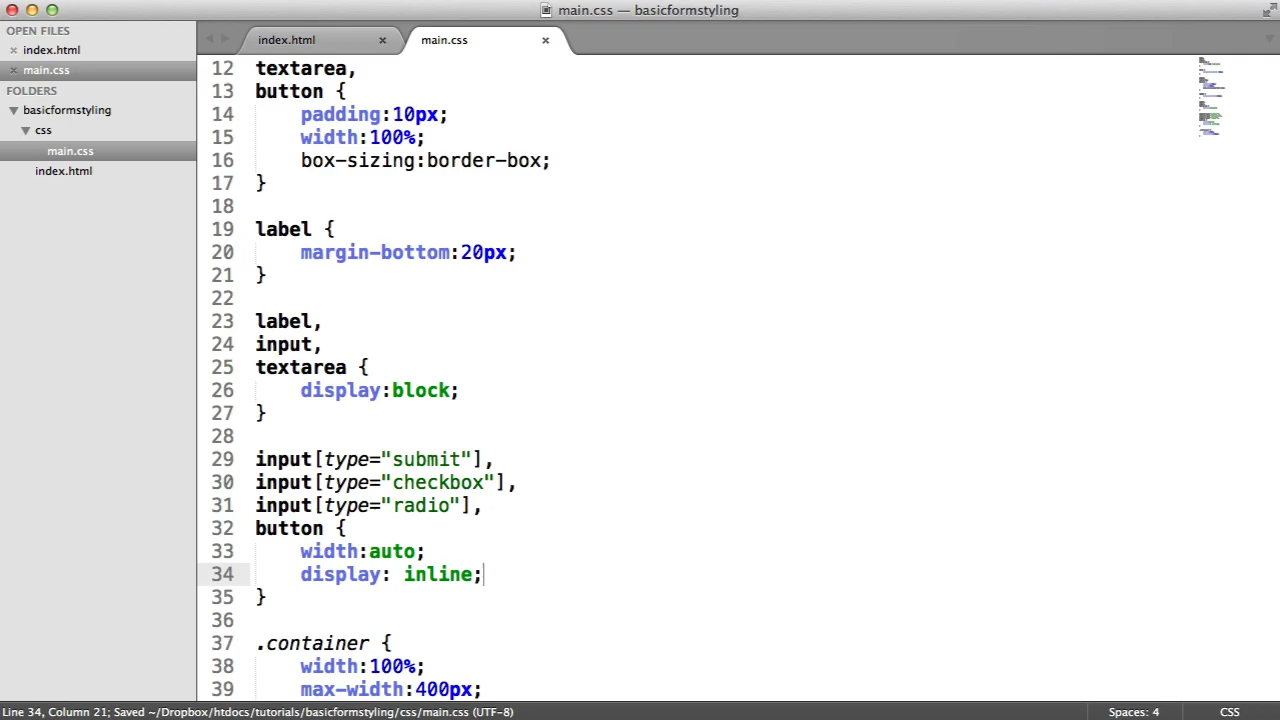 main.css — basicformstyling
OPEN FILES
index.html
main.css
FOLDERS
basicformstyling
css
main.css
index.html
index.html
main.css
12 textarea,
13 button {
14 padding:10px;
15 width:100%;
16 box-sizing:border-box;
17 }
18
19 label {
20 margin-bottom:20px;
21 }
22
23 label,
24 input,
25 textarea {
26 display:block;
27 }
28
29 input[type="submit"],
30 input[type="checkbox"],
31 input[type="radio"],
32 button {
33 width:auto;
34 display: inline;
35 }
36
37 .container {
38 width:100%;
39 max-width:400px;
Line 34, Column 21; Saved ~/Dropbox/htdocs/tutorials/basicformstyling/css/main.css (UTF-8)
Spaces: 4
CSS